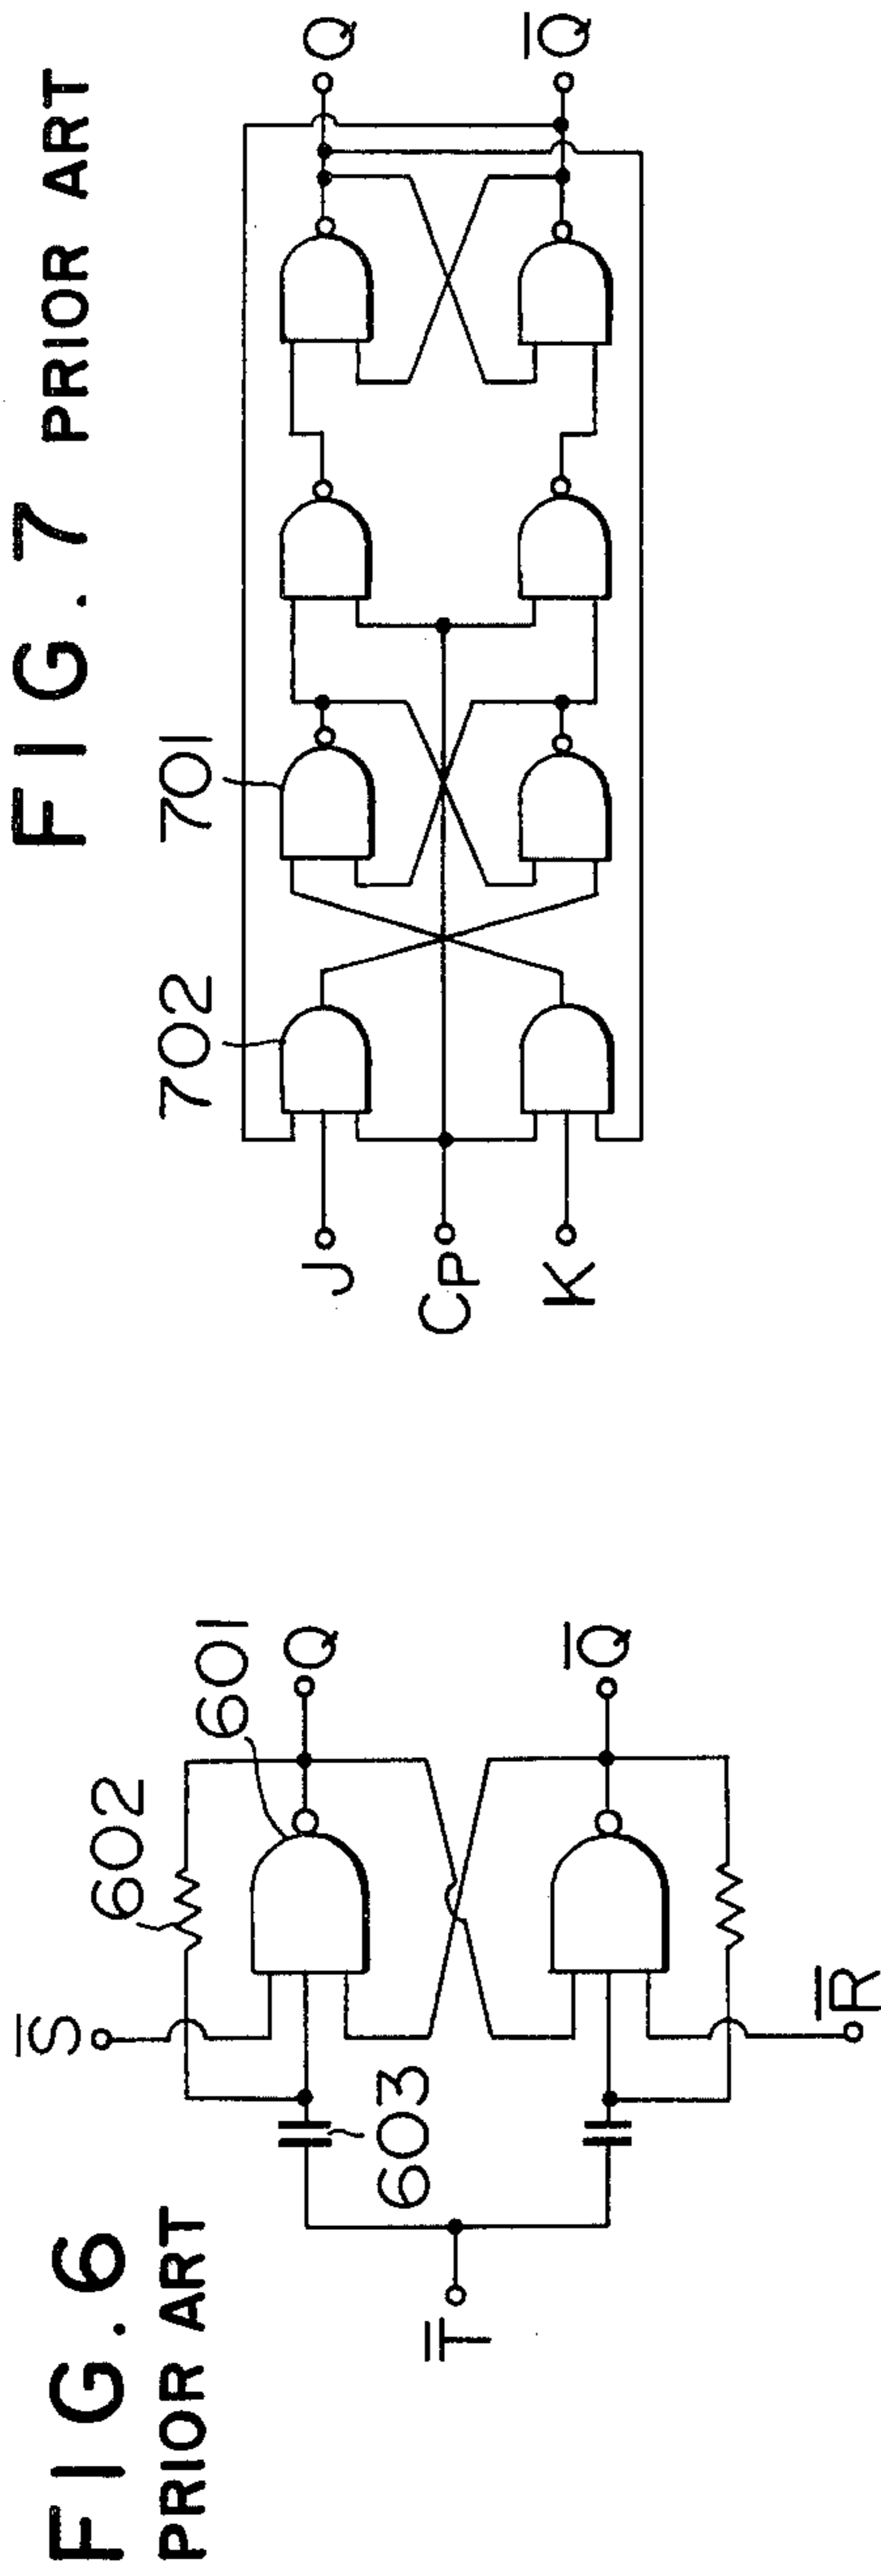 FIG. 6
PRIOR ART
S̅
602
601
Q
603
T̅
Q̅
R̅
FIG. 7 PRIOR ART
702
701
J
Q
CP
K
Q̅